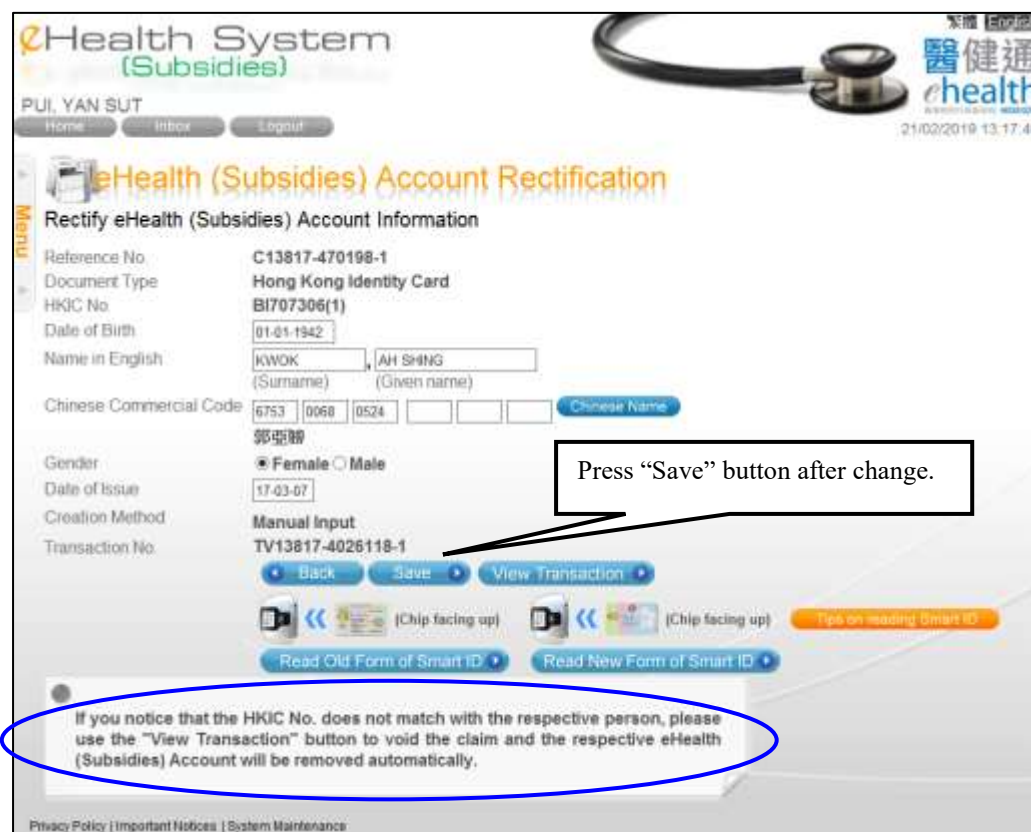 eHealth System
(Subsidies)
繁體 English
醫健通
ehealth
PUI, YAN SUT
Home Inbox Logout
21/02/2019 13:17:4
Menu
eHealth (Subsidies) Account Rectification
Rectify eHealth (Subsidies) Account Information
Reference No. C13817-470198-1
Document Type Hong Kong Identity Card
HKIC No. BI707306(1)
Date of Birth 01-01-1942
Name in English KWOK , AH SHING
(Surname) (Given name)
Chinese Commercial Code 6753 0068 0524 Chinese Name
郭亞勝
Gender Female Male
Date of Issue 17-03-07
Press “Save” button after change.
Creation Method Manual Input
Transaction No. TV13817-4026118-1
Back Save View Transaction
(Chip facing up) (Chip facing up) Tips on reading Smart ID
Read Old Form of Smart ID Read New Form of Smart ID
If you notice that the HKIC No. does not match with the respective person, please
use the "View Transaction" button to void the claim and the respective eHealth
(Subsidies) Account will be removed automatically.
Privacy Policy | Important Notices | System Maintenance